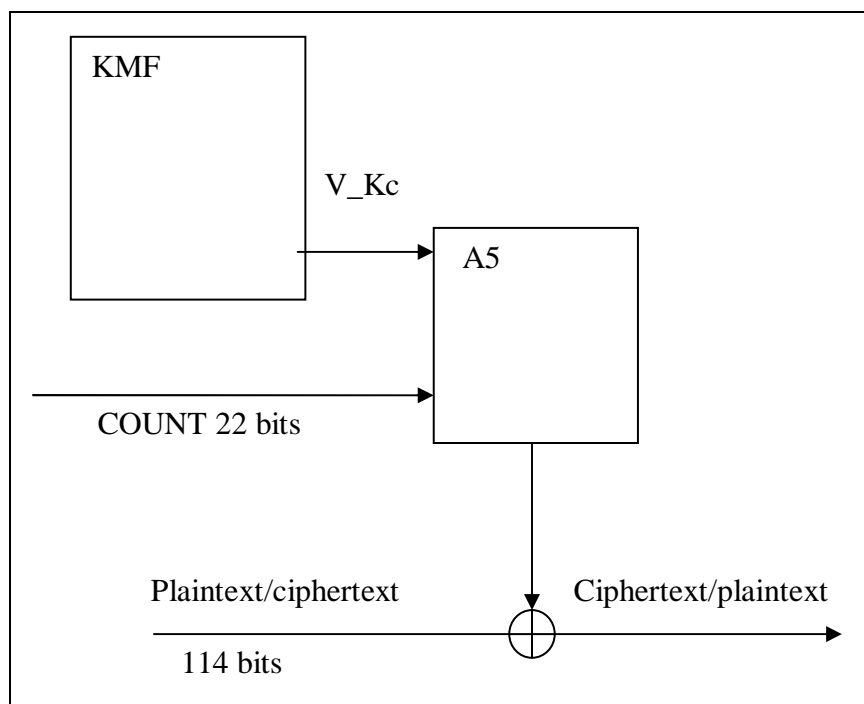 KMF
V_Kc
A5
COUNT 22 bits
Plaintext/ciphertext
Ciphertext/plaintext
114 bits